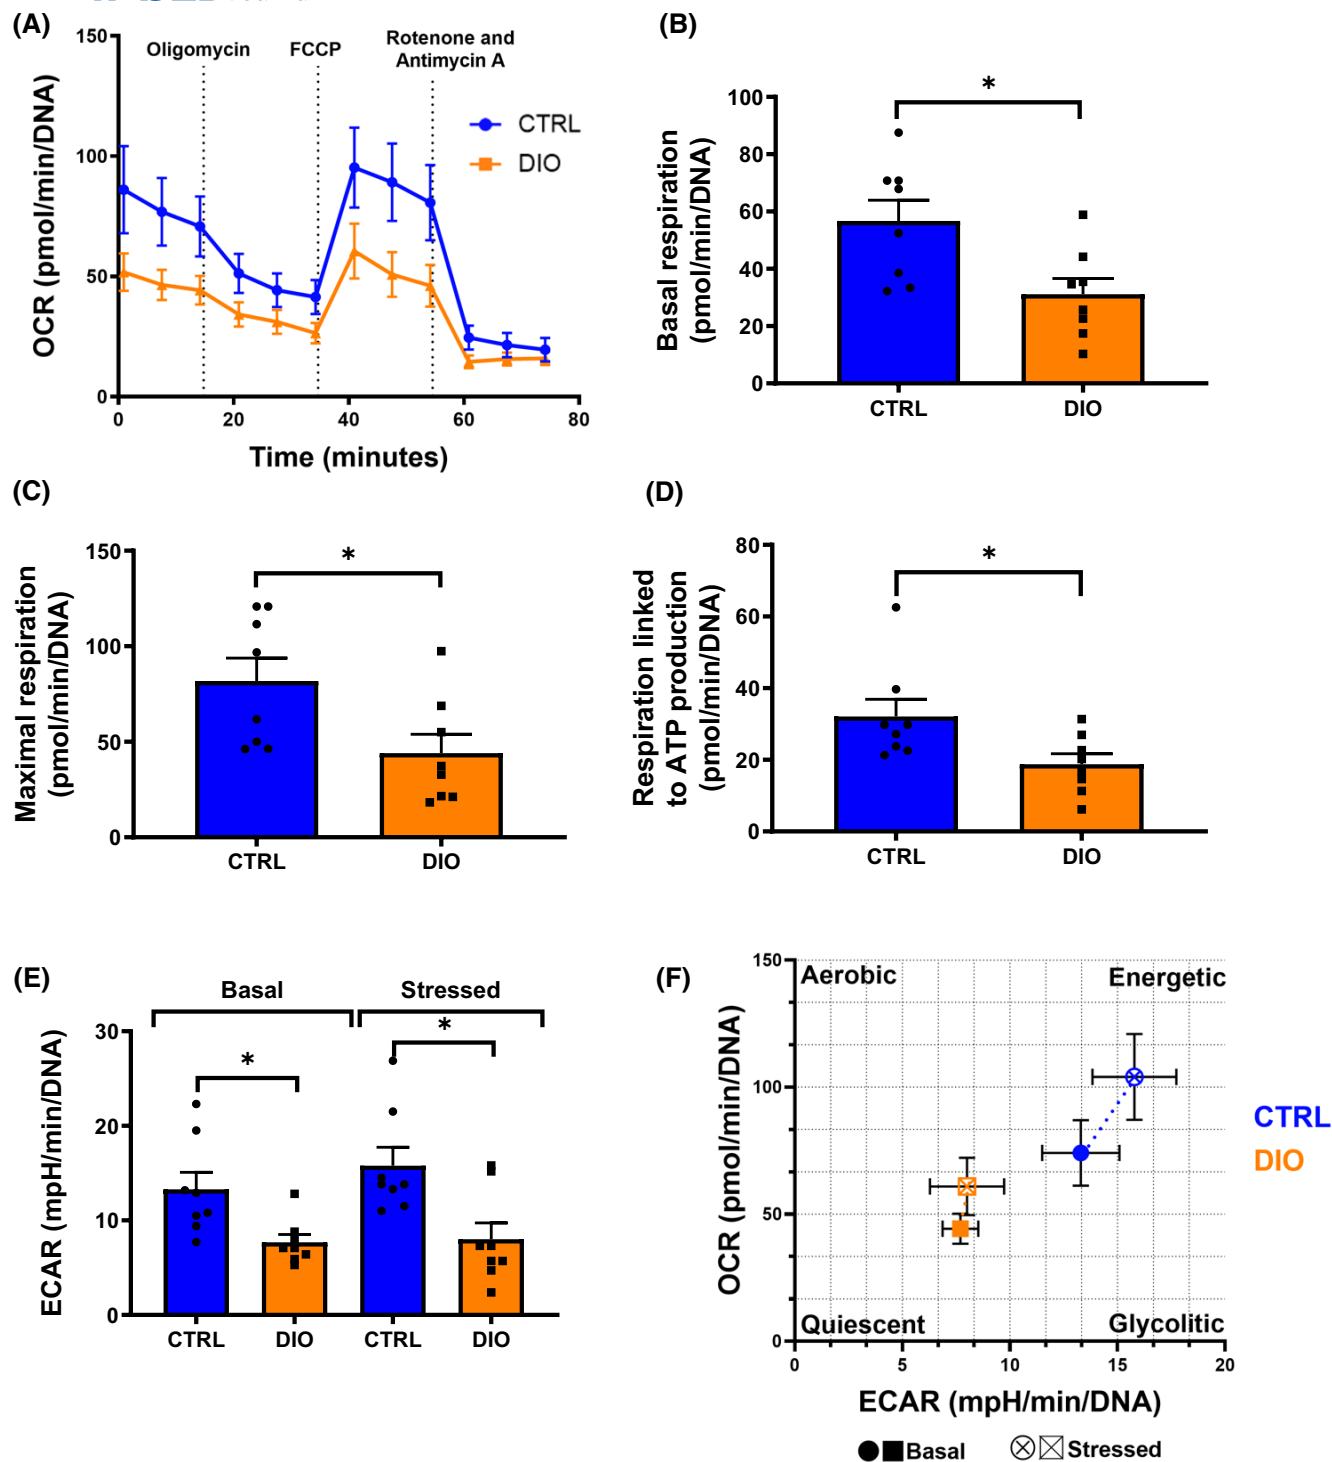 (A)
150
100
50
0
OCR (pmol/min/DNA)
Oligomycin
FCCP
Rotenone and
Antimycin A
CTRL
DIO
0 20 40 60 80
Time (minutes)
(B)
*
100
80
60
40
20
0
Basal respiration
(pmol/min/DNA)
CTRL DIO
(C)
*
150
100
50
0
Maximal respiration
(pmol/min/DNA)
CTRL DIO
(D)
*
80
60
40
20
0
Respiration linked
to ATP production
(pmol/min/DNA)
CTRL DIO
(E)
Basal Stressed
* *
30
20
10
0
ECAR (mpH/min/DNA)
CTRL DIO CTRL DIO
(F)
150
100
50
0
OCR (pmol/min/DNA)
Aerobic Energetic
Quiescent Glycolitic
CTRL
DIO
0 5 10 15 20
ECAR (mpH/min/DNA)
Basal Stressed